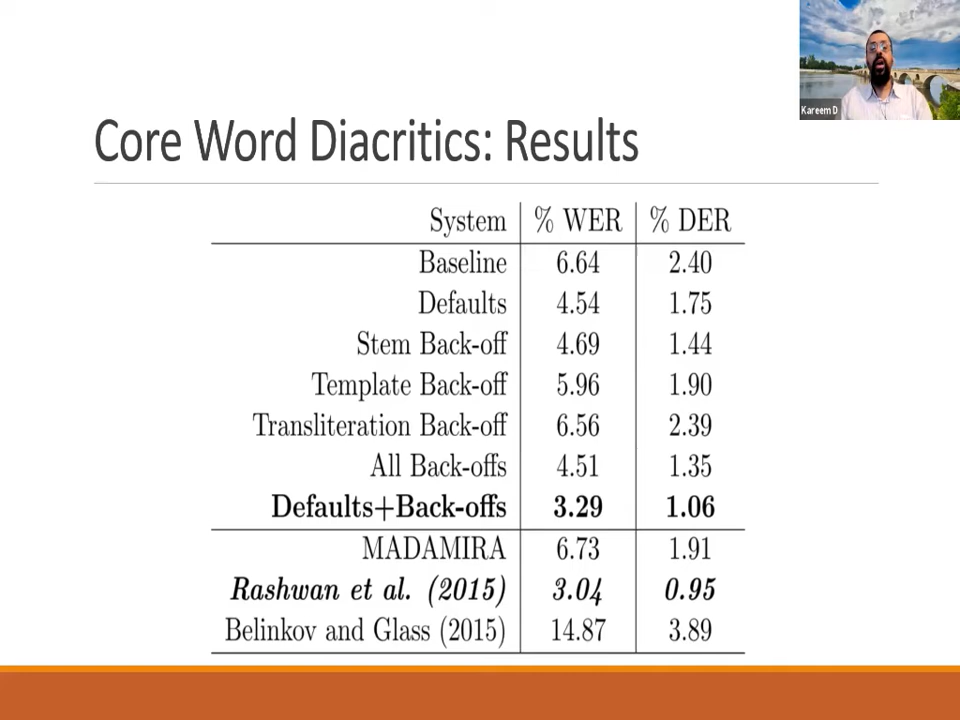 Kareem D
Core Word Diacritics: Results
System % WER % DER
Baseline 6.64 2.40
Defaults 4.54 1.75
Stem Back-off 4.69 1.44
Template Back-off 5.96 1.90
Transliteration Back-off 6.56 2.39
All Back-offs 4.51 1.35
Defaults+Back-offs 3.29 1.06
MADAMIRA 6.73 1.91
Rashwan et al. (2015) 3.04 0.95
Belinkov and Glass (2015) 14.87 3.89